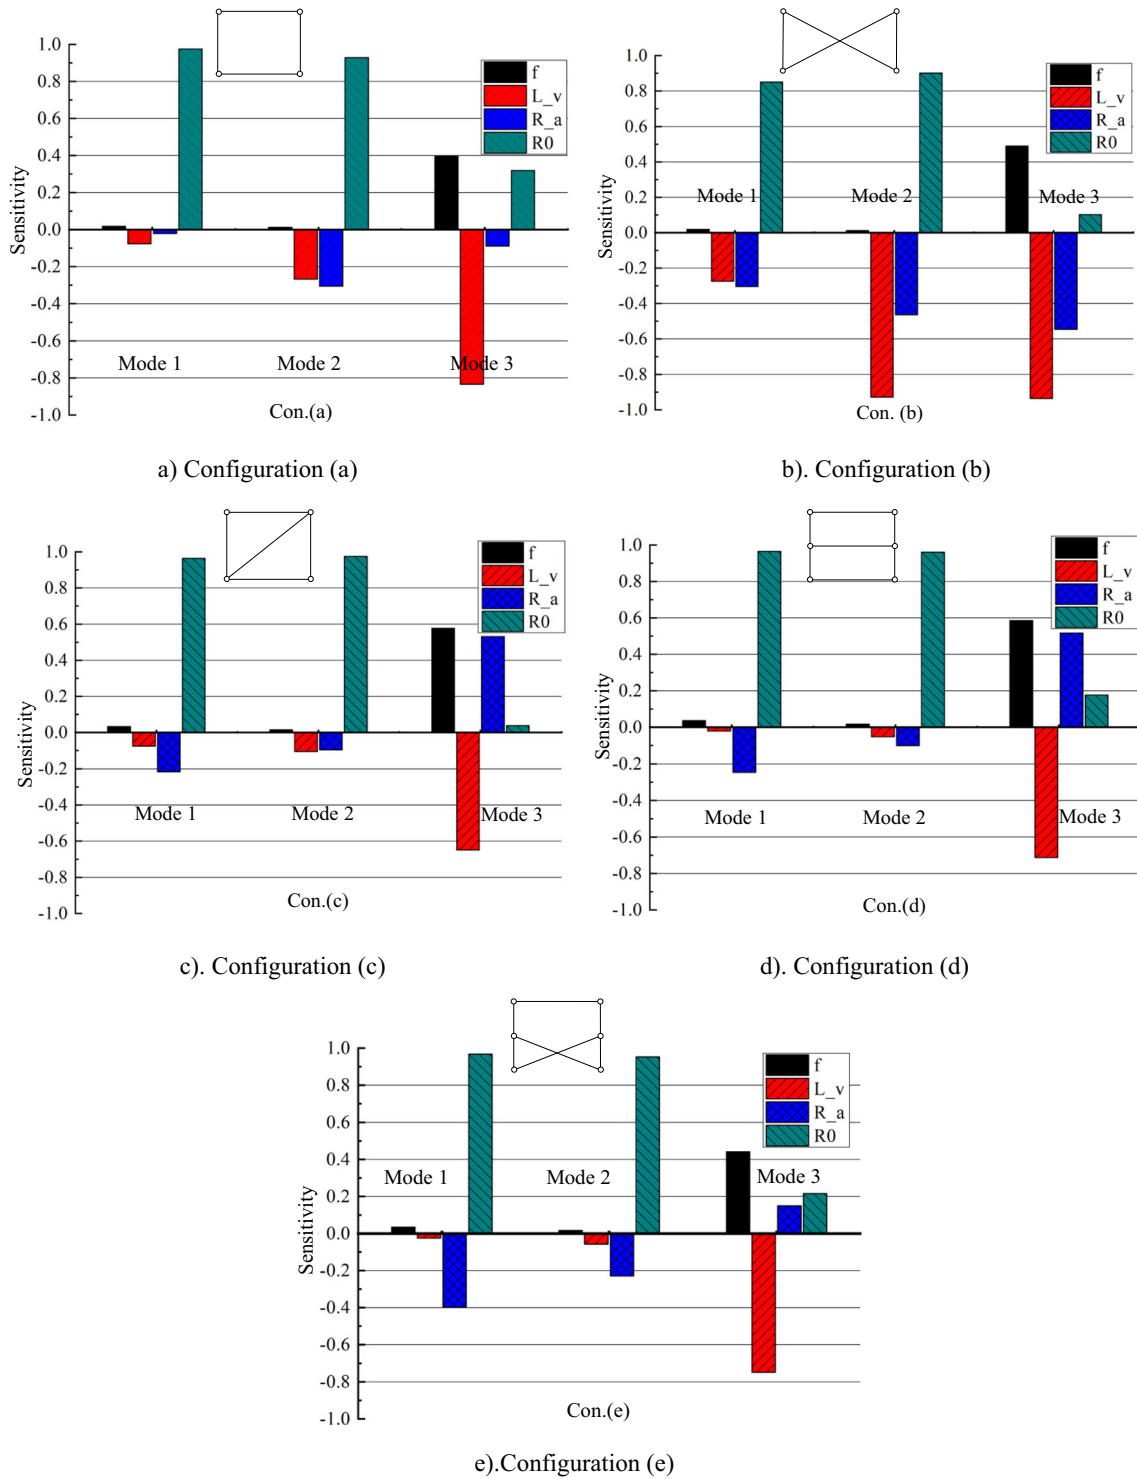 1.0
0.8
0.6
0.4
0.2
0.0
-0.2
-0.4
-0.6
-0.8
-1.0
Sensitivity
f
L_v
R_a
R0
Mode 1
Mode 2
Mode 3
Con.(a)
a) Configuration (a)
1.0
0.8
0.6
0.4
0.2
0.0
-0.2
-0.4
-0.6
-0.8
-1.0
Sensitivity
f
L_v
R_a
R0
Mode 1
Mode 2
Mode 3
Con. (b)
b). Configuration (b)
1.0
0.8
0.6
0.4
0.2
0.0
-0.2
-0.4
-0.6
-0.8
-1.0
Sensitivity
f
L_v
R_a
R0
Mode 1
Mode 2
Mode 3
Con.(c)
c). Configuration (c)
1.0
0.8
0.6
0.4
0.2
0.0
-0.2
-0.4
-0.6
-0.8
-1.0
Sensitivity
f
L_v
R_a
R0
Mode 1
Mode 2
Mode 3
Con.(d)
d). Configuration (d)
1.0
0.8
0.6
0.4
0.2
0.0
-0.2
-0.4
-0.6
-0.8
-1.0
Sensitivity
f
L_v
R_a
R0
Mode 1
Mode 2
Mode 3
Con.(e)
e).Configuration (e)